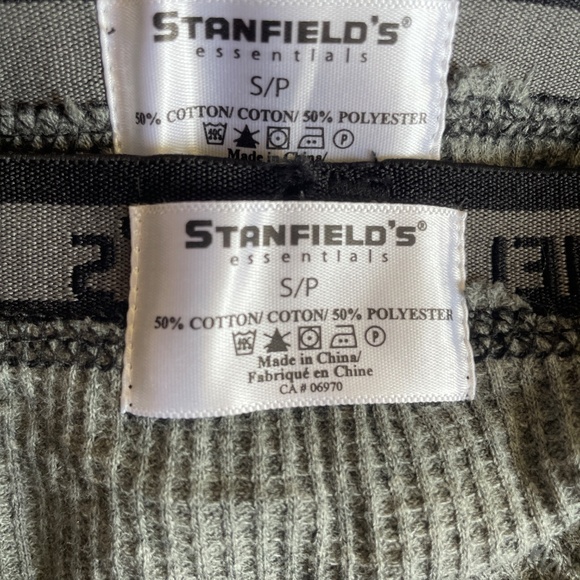 STANFIELD'S®
essentials
S/P
50% COTTON/ COTON/ 50% POLYESTER
P
Made in China/
STANFIELD'S®
essentials
S/P
50% COTTON/ COTON/ 50% POLYESTER
P
Made in China/
Fabriqué en Chine
CA # 06970